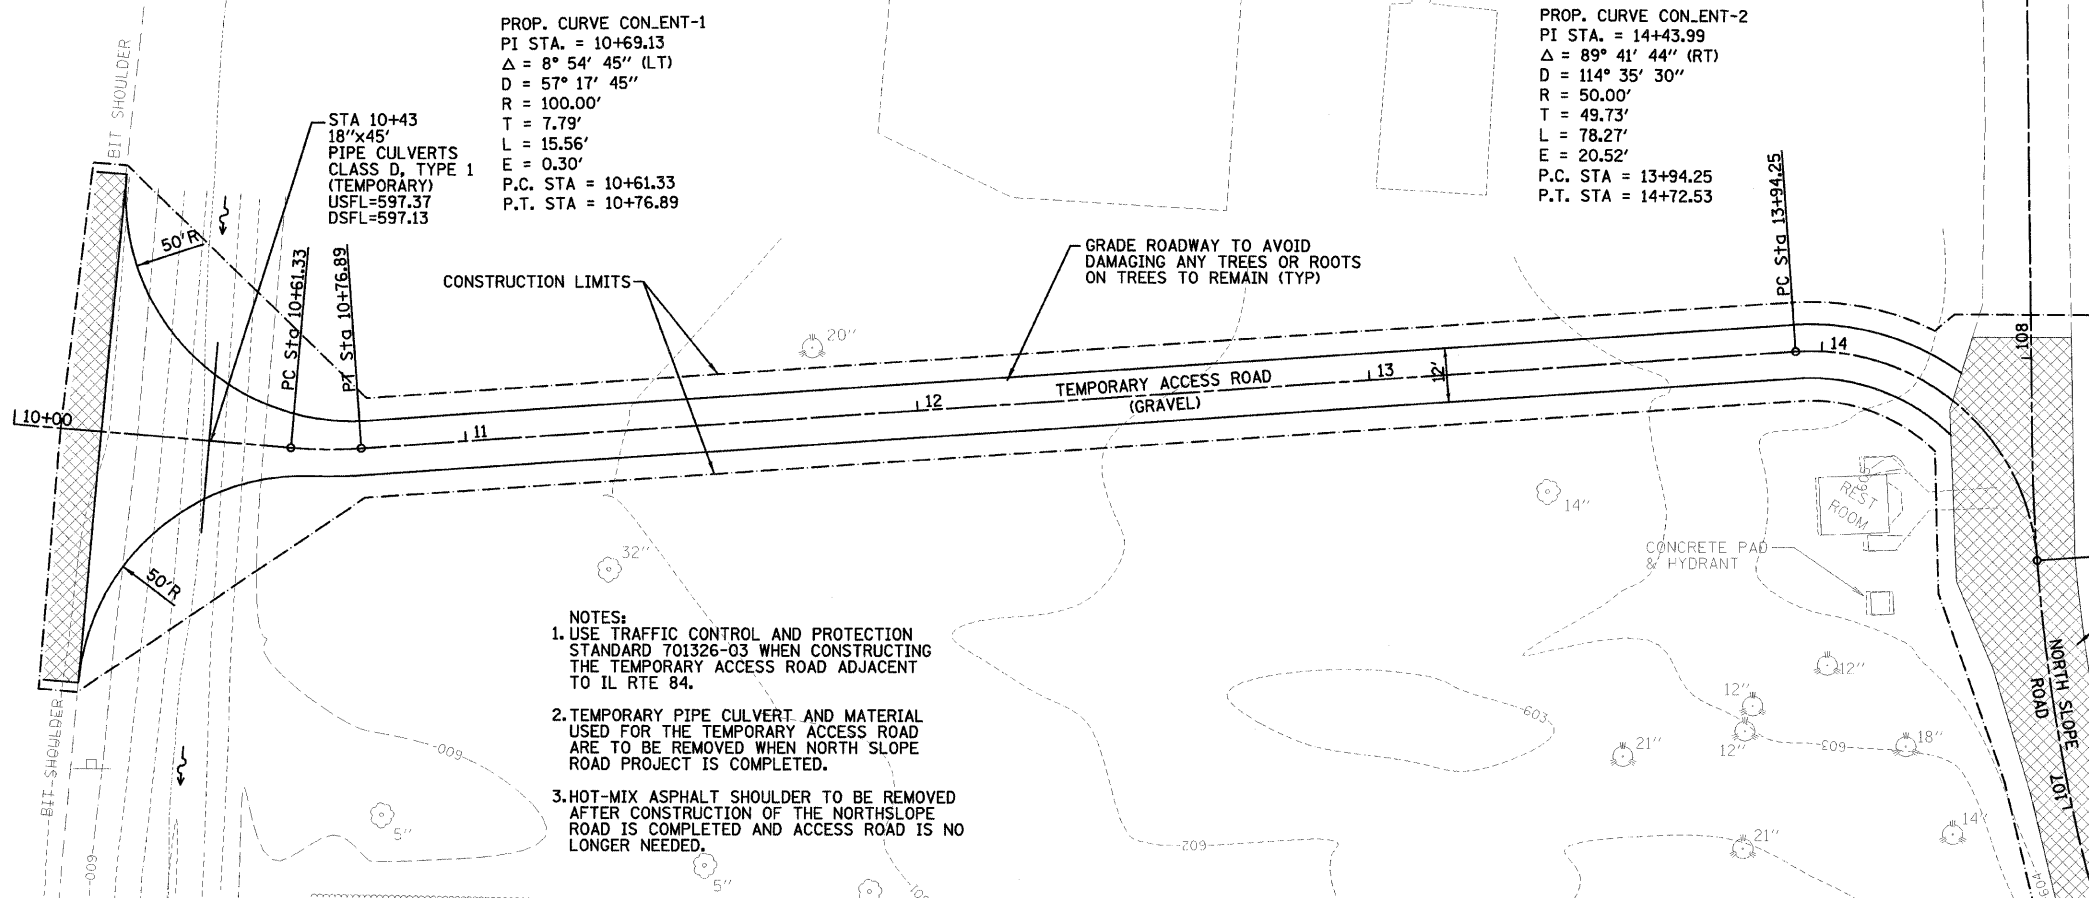 PROP. CURVE CON_ENT-1
PI STA. = 10+69.13
Δ = 8° 54' 45" (LT)
D = 57° 17' 45"
R = 100.00'
T = 7.79'
L = 15.56'
E = 0.30'
P.C. STA = 10+61.33
P.T. STA = 10+76.89
PROP. CURVE CON_ENT-2
PI STA. = 14+43.99
Δ = 89° 41' 44" (RT)
D = 114° 35' 30"
R = 50.00'
T = 49.73'
L = 78.27'
E = 20.52'
P.C. STA = 13+94.25
P.T. STA = 14+72.53
BIT SHOULDER
STA 10+43
18"x45'
PIPE CULVERTS
CLASS D, TYPE 1
(TEMPORARY)
USFL=597.37
DSFL=597.13
50'R
PC Sta 10+61.33
PT Sta 10+76.89
CONSTRUCTION LIMITS
GRADE ROADWAY TO AVOID
DAMAGING ANY TREES OR ROOTS
ON TREES TO REMAIN (TYP)
PC Sta 13+94.25
108
20"
10+00
11
12
TEMPORARY ACCESS ROAD
(GRAVEL)
13
12'
14
50'R
32"
14"
REST
ROOM
CONCRETE PAD
& HYDRANT
NOTES:
1. USE TRAFFIC CONTROL AND PROTECTION
STANDARD 701326-03 WHEN CONSTRUCTING
THE TEMPORARY ACCESS ROAD ADJACENT
TO IL RTE 84.
2. TEMPORARY PIPE CULVERT AND MATERIAL
USED FOR THE TEMPORARY ACCESS ROAD
ARE TO BE REMOVED WHEN NORTH SLOPE
ROAD PROJECT IS COMPLETED.
3. HOT-MIX ASPHALT SHOULDER TO BE REMOVED
AFTER CONSTRUCTION OF THE NORTHSLOPE
ROAD IS COMPLETED AND ACCESS ROAD IS NO
LONGER NEEDED.
BIT SHOULDER
600
600
5"
5"
603
602
603
12"
12"
12"
21"
18"
21"
14"
604
NORTH SLOPE
ROAD
107